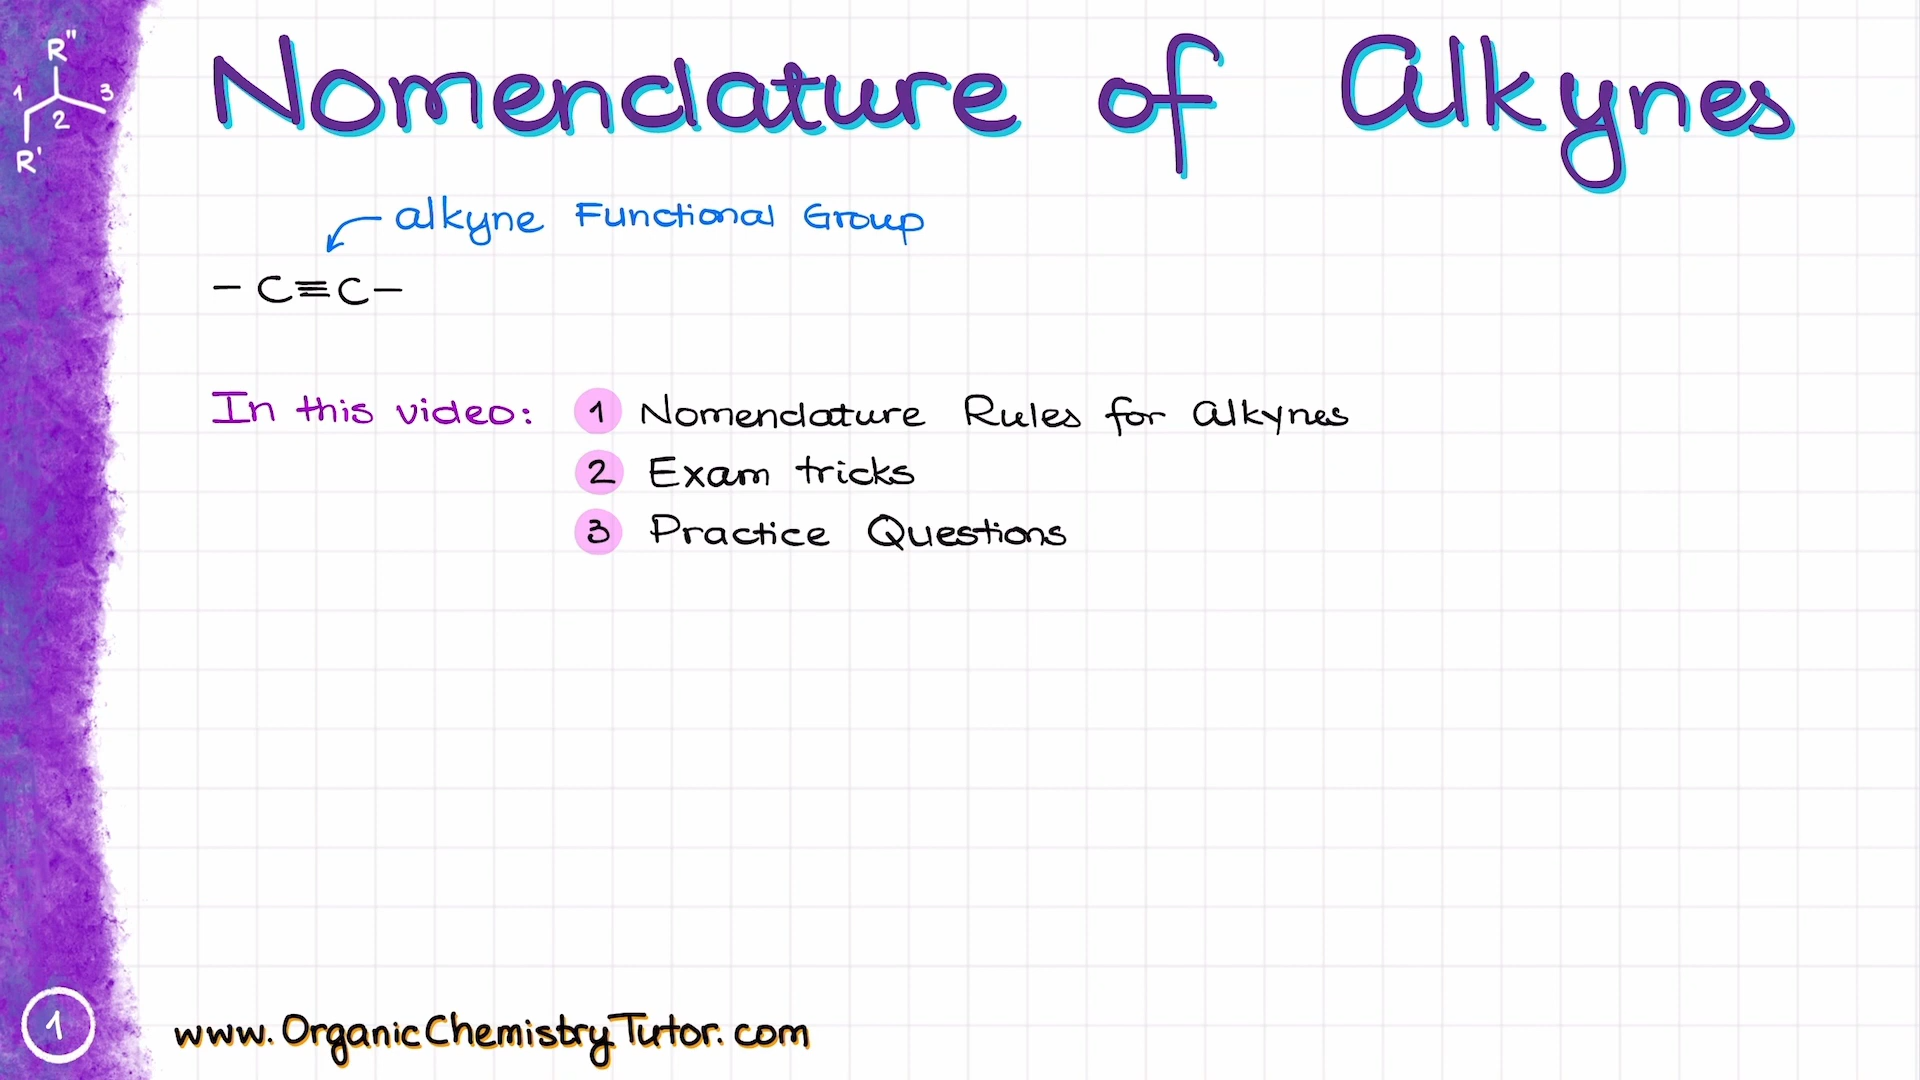 Nomenclature of Alkynes
R"
1 3
2
R'
alkyne Functional Group
– C≡C –
In this video: 1 Nomenclature Rules for Alkynes
2 Exam tricks
3 Practice Questions
1
www.OrganicChemistryTutor.com